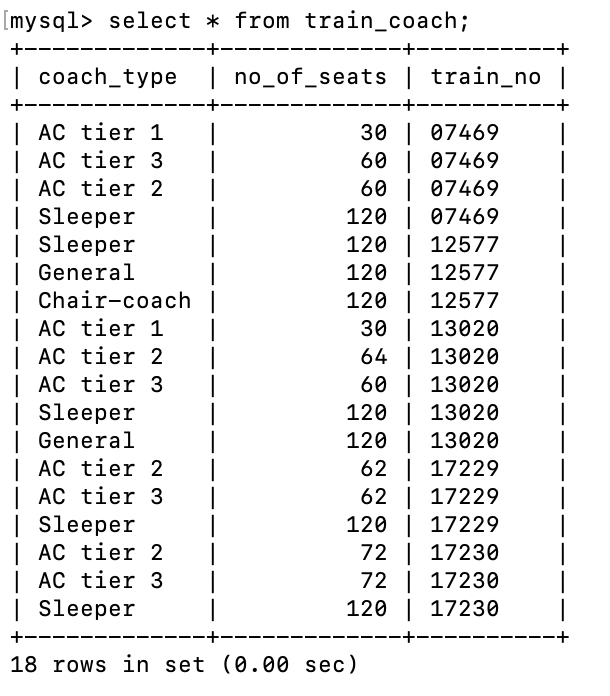 [mysql> select * from train_coach;
+--------------+--------------+----------+
| coach_type   | no_of_seats  | train_no |
+--------------+--------------+----------+
| AC tier 1    |           30 | 07469    |
| AC tier 3    |           60 | 07469    |
| AC tier 2    |           60 | 07469    |
| Sleeper      |          120 | 07469    |
| Sleeper      |          120 | 12577    |
| General      |          120 | 12577    |
| Chair-coach  |          120 | 12577    |
| AC tier 1    |           30 | 13020    |
| AC tier 2    |           64 | 13020    |
| AC tier 3    |           60 | 13020    |
| Sleeper      |          120 | 13020    |
| General      |          120 | 13020    |
| AC tier 2    |           62 | 17229    |
| AC tier 3    |           62 | 17229    |
| Sleeper      |          120 | 17229    |
| AC tier 2    |           72 | 17230    |
| AC tier 3    |           72 | 17230    |
| Sleeper      |          120 | 17230    |
+--------------+--------------+----------+
18 rows in set (0.00 sec)